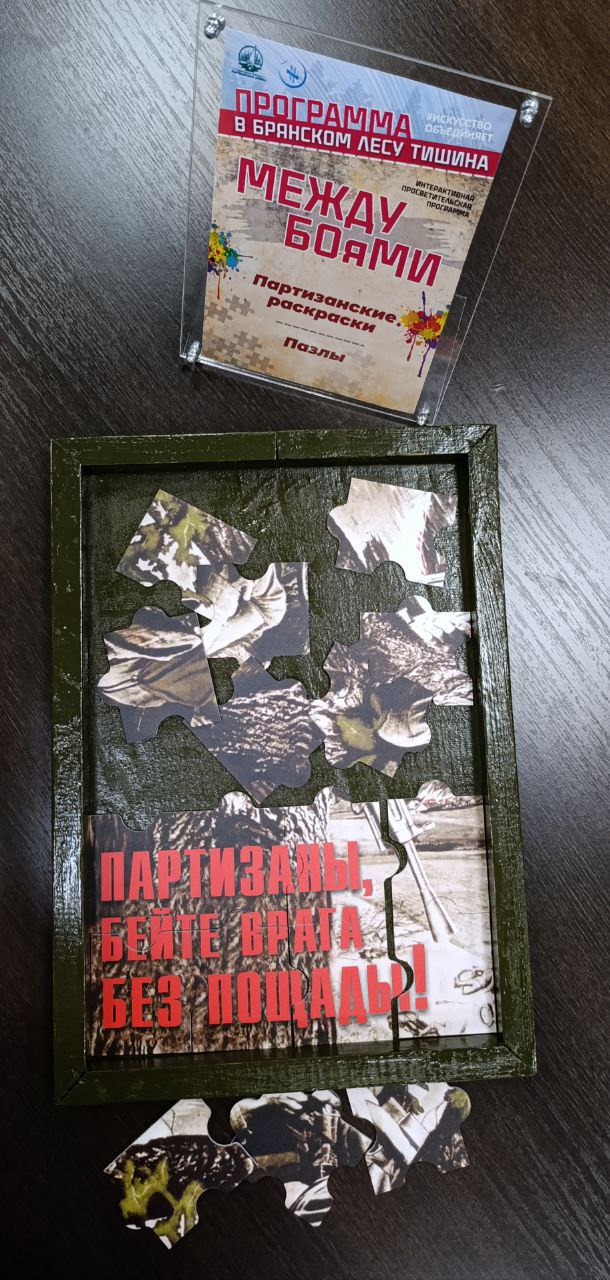 ПРОГРАММА
#ИСКУССТВО
ОБЪЕДИНЯЕТ
В БРЯНСКОМ ЛЕСУ ТИШИНА
ИНТЕРАКТИВНАЯ
ПРОСВЕТИТЕЛЬСКАЯ
ПРОГРАММА
МЕЖДУ
БОЯМИ
Партизанские
раскраски
Пазлы
ПАРТИЗАНЫ,
БЕЙТЕ ВРАГА
БЕЗ ПОЩАДЫ!